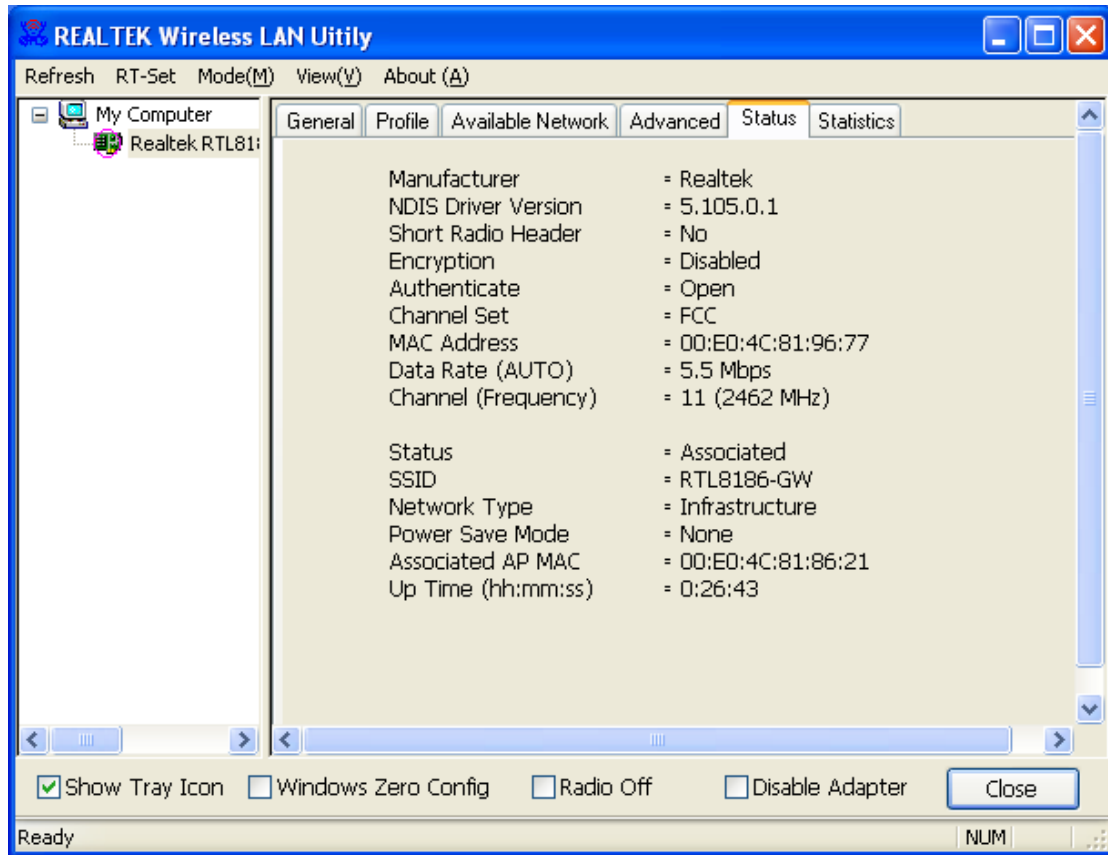 REALTEK Wireless LAN Uitily
Refresh RT-Set Mode(M) View(V) About (A)
My Computer
Realtek RTL81
General Profile Available Network Advanced Status Statistics
Manufacturer = Realtek
NDIS Driver Version = 5.105.0.1
Short Radio Header = No
Encryption = Disabled
Authenticate = Open
Channel Set = FCC
MAC Address = 00:E0:4C:81:96:77
Data Rate (AUTO) = 5.5 Mbps
Channel (Frequency) = 11 (2462 MHz)
Status = Associated
SSID = RTL8186-GW
Network Type = Infrastructure
Power Save Mode = None
Associated AP MAC = 00:E0:4C:81:86:21
Up Time (hh:mm:ss) = 0:26:43
Show Tray Icon Windows Zero Config Radio Off Disable Adapter Close
Ready NUM